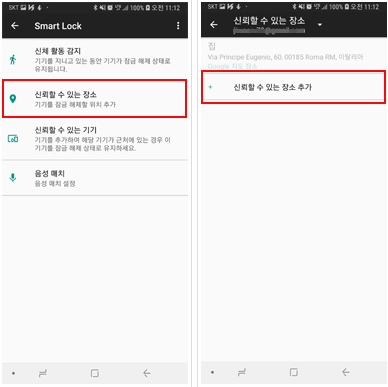 SKT 오전 11:12
Smart Lock
신체 활동 감지
기기를 지니고 있는 동안 기기가 잠금 해제 상태로
유지됩니다.
신뢰할 수 있는 장소
기기를 잠금 해제할 위치 추가
신뢰할 수 있는 기기
기기를 추가하여 해당 기기가 근처에 있는 경우 이
기기를 잠금 해제 상태로 유지하세요.
음성 매치
음성 매치 설정
SKT 오전 11:12
신뢰할 수 있는 장소
@gmail.com
집
Via Principe Eugenio, 60, 00185 Roma RM, 이탈리아
Google 지도 장소
+ 신뢰할 수 있는 장소 추가